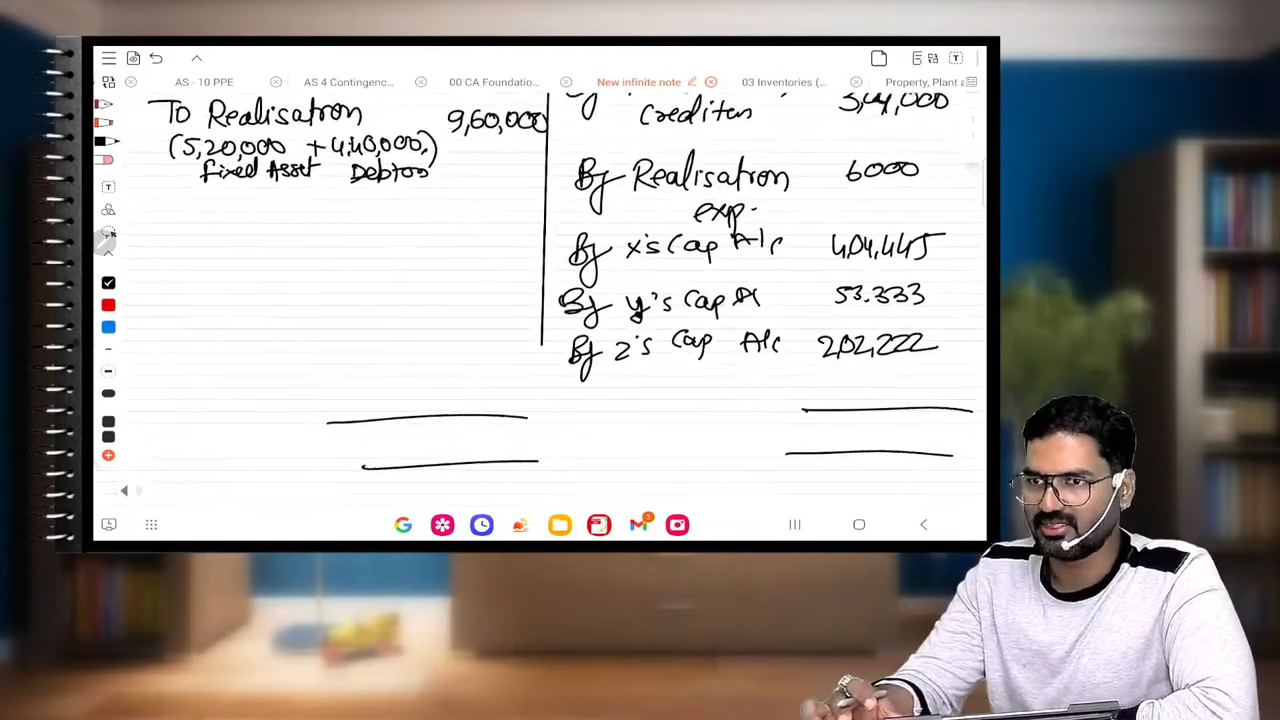 AS - 10 PPE
AS 4 Contingenc...
00 CA Foundatio...
New infinite note
03 Inventories (...
Property, Plant a
To Realisation 9,60,000
(5,20,000 + 4,40,000)
fixed Asset Debtors
Creditors
By Realisation 6000
exp.
By x's Cap A/c 4,04,445
By y's Cap A 53.333
By z's Cap A/c 2,02,222
3